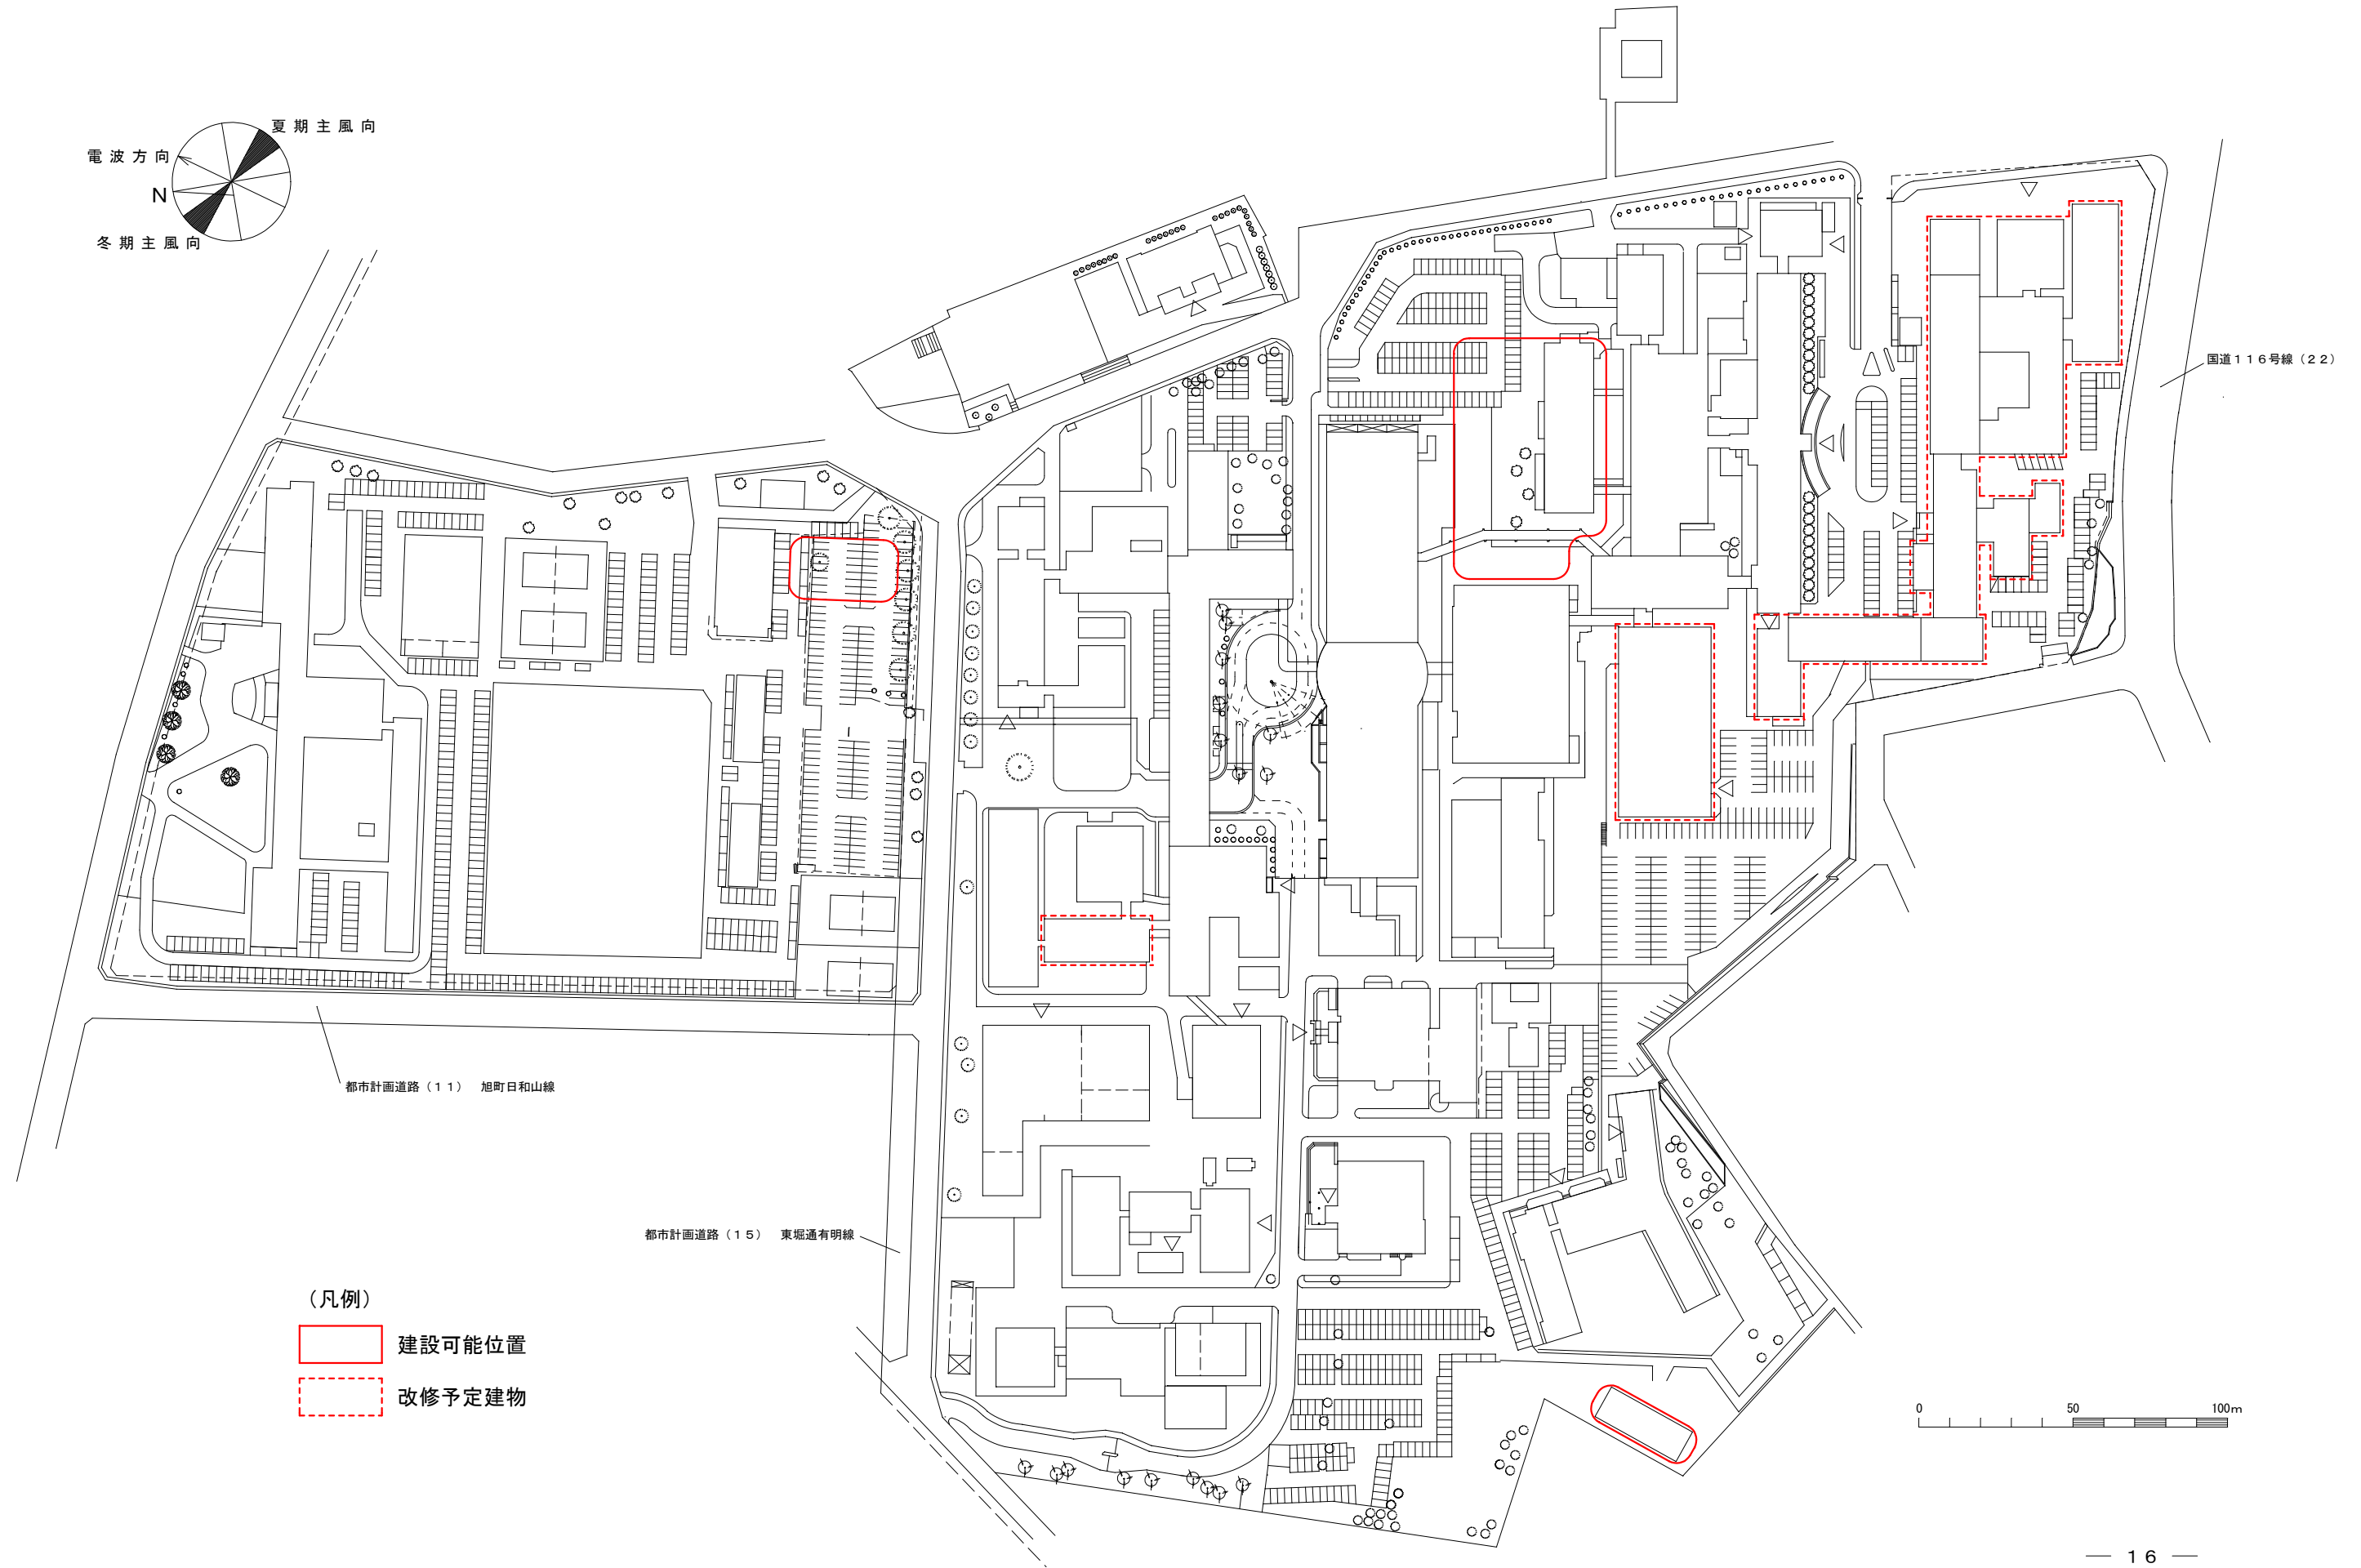 夏期主風向
電波方向
N
冬期主風向
国道116号線（22）
都市計画道路（11）　旭町日和山線
都市計画道路（15）　東堀通有明線
（凡例）
建設可能位置
改修予定建物
0 50 100m
― 16 ―